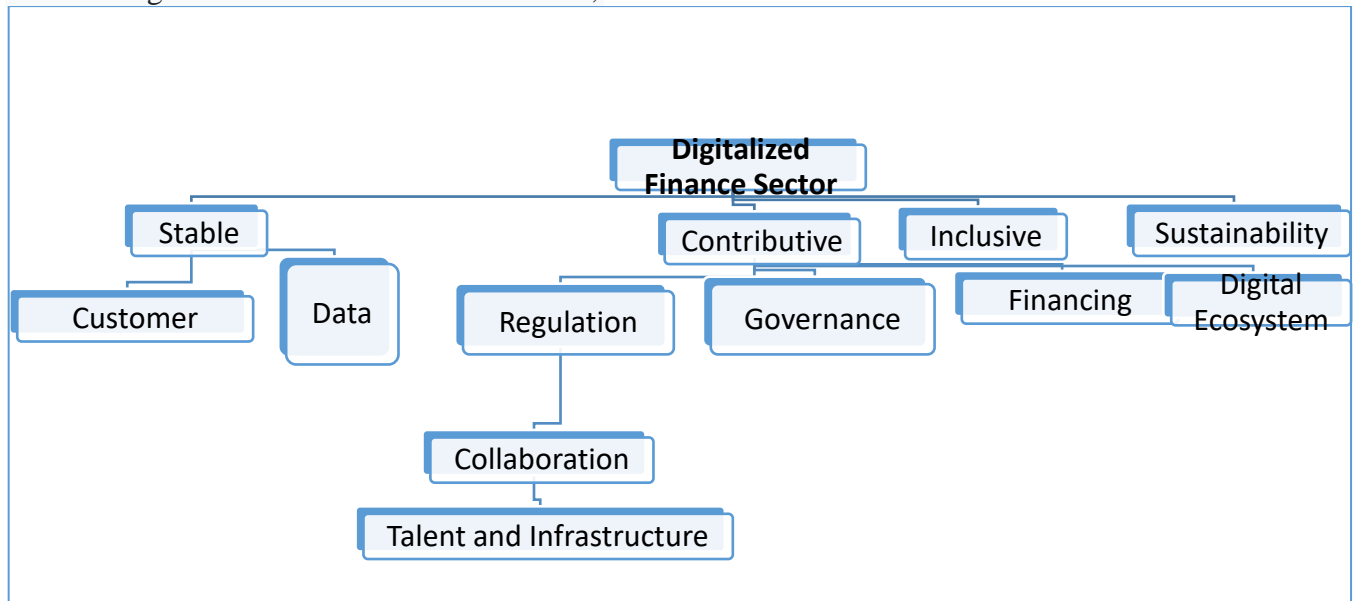 Digitalized
Finance Sector
Stable
Contributive
Inclusive
Sustainability
Customer
Data
Regulation
Governance
Financing
Digital
Ecosystem
Collaboration
Talent and Infrastructure